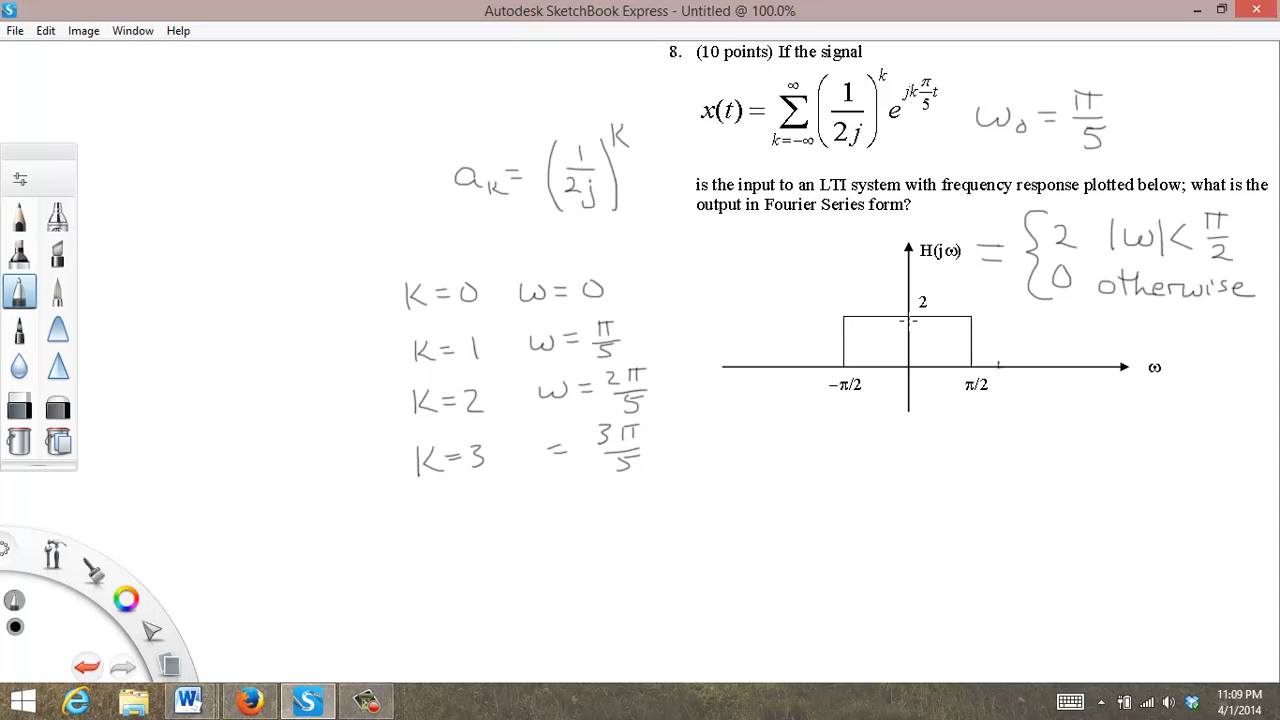 Autodesk SketchBook Express - Untitled @ 100.0%
File Edit Image Window Help
8. (10 points) If the signal
x(t) = ∑_{k=-∞}^{∞} (1/2j)^k e^{jk π/5 t}
ω₀ = π/5
a_K = (1/2j)^K
is the input to an LTI system with frequency response plotted below; what is the
output in Fourier Series form?
H(jω) = { 2 |ω| < π/2
0 otherwise
K=0 ω=0
2
K=1 ω = π/5
ω
−π/2 π/2
K=2 ω = 2π/5
K=3 = 3π/5
11:09 PM
4/1/2014